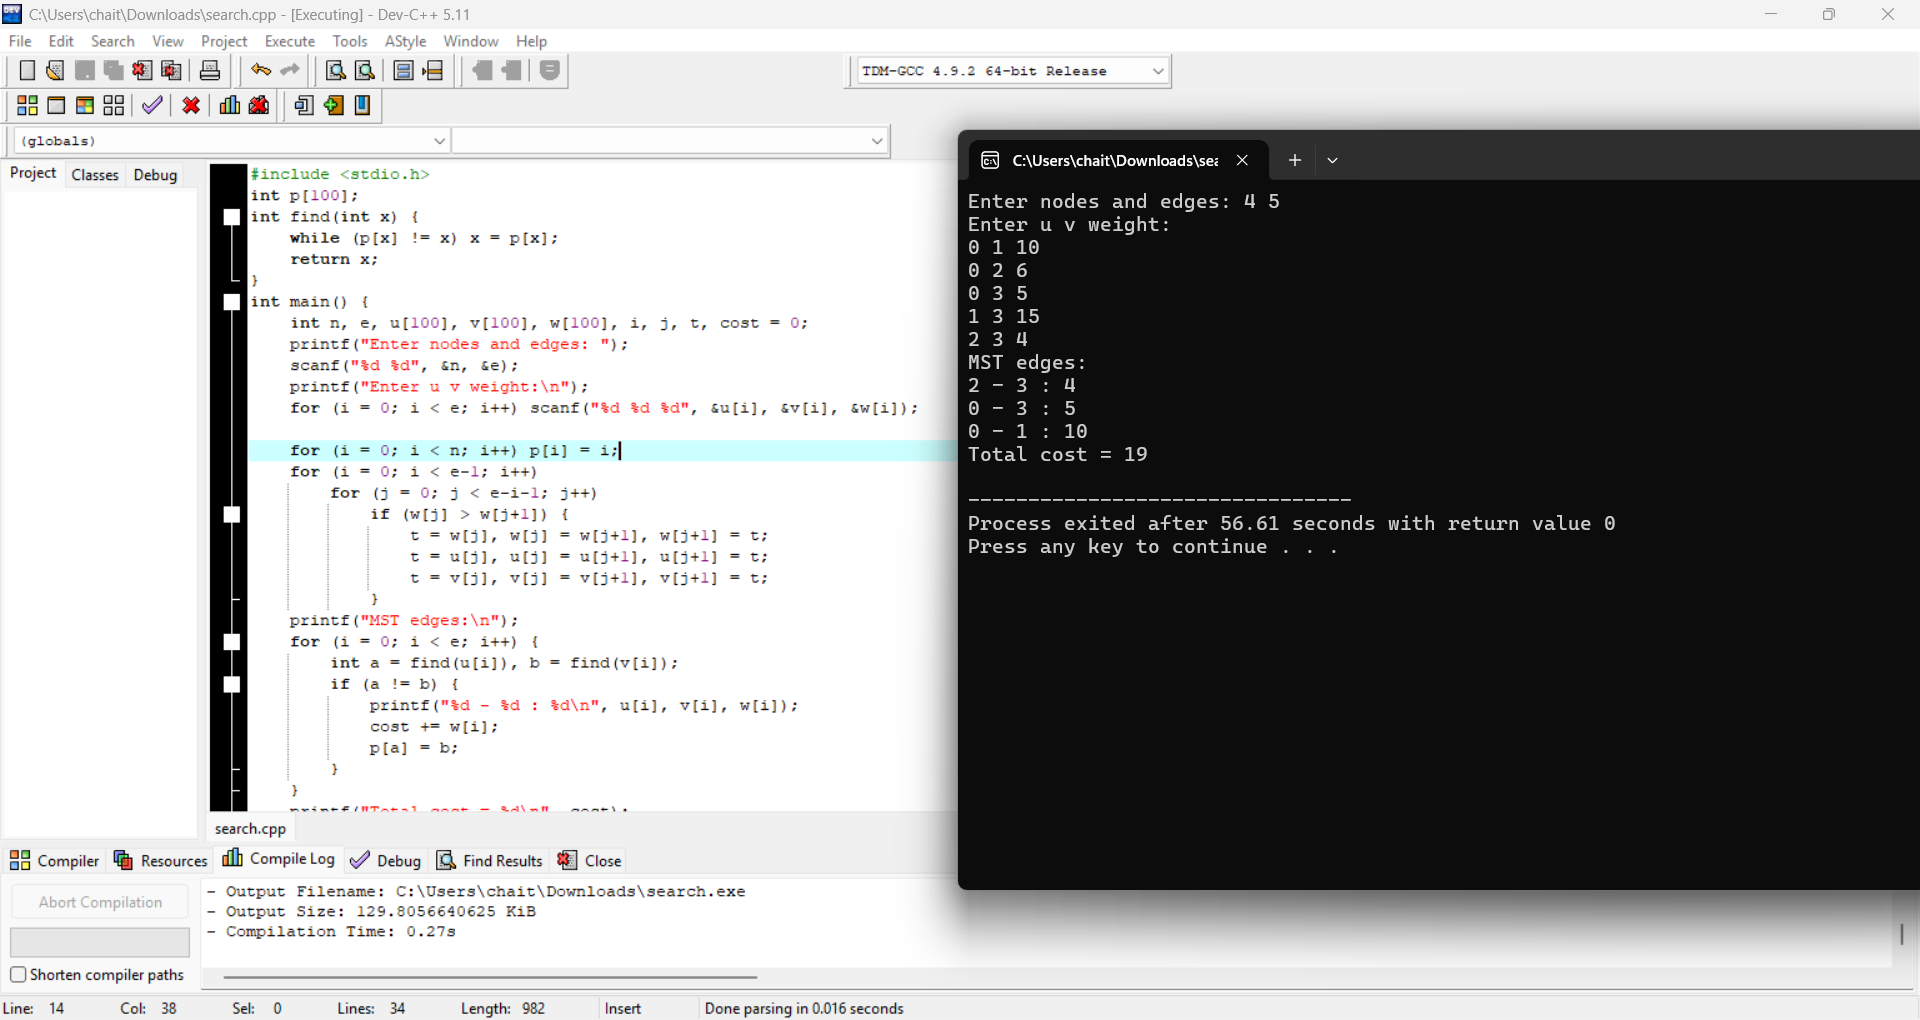 C:\Users\chait\Downloads\search.cpp - [Executing] - Dev-C++ 5.11
File Edit Search View Project Execute Tools AStyle Window Help
TDM-GCC 4.9.2 64-bit Release
(globals)
Project Classes Debug
#include <stdio.h>
int p[100];
int find(int x) {
    while (p[x] != x) x = p[x];
    return x;
}
int main() {
    int n, e, u[100], v[100], w[100], i, j, t, cost = 0;
    printf("Enter nodes and edges: ");
    scanf("%d %d", &n, &e);
    printf("Enter u v weight:\n");
    for (i = 0; i < e; i++) scanf("%d %d %d", &u[i], &v[i], &w[i]);
    for (i = 0; i < n; i++) p[i] = i;
    for (i = 0; i < e-1; i++)
        for (j = 0; j < e-i-1; j++)
            if (w[j] > w[j+1]) {
                t = w[j], w[j] = w[j+1], w[j+1] = t;
                t = u[j], u[j] = u[j+1], u[j+1] = t;
                t = v[j], v[j] = v[j+1], v[j+1] = t;
            }
    printf("MST edges:\n");
    for (i = 0; i < e; i++) {
        int a = find(u[i]), b = find(v[i]);
        if (a != b) {
            printf("%d - %d : %d\n", u[i], v[i], w[i]);
            cost += w[i];
            p[a] = b;
        }
    }
    printf("Total cost = %d\n", cost);
search.cpp
C:\Users\chait\Downloads\sea
Enter nodes and edges: 4 5
Enter u v weight:
0 1 10
0 2 6
0 3 5
1 3 15
2 3 4
MST edges:
2 - 3 : 4
0 - 3 : 5
0 - 1 : 10
Total cost = 19
--------------------------------
Process exited after 56.61 seconds with return value 0
Press any key to continue . . .
Compiler Resources Compile Log Debug Find Results Close
Abort Compilation
Shorten compiler paths
- Output Filename: C:\Users\chait\Downloads\search.exe
- Output Size: 129.8056640625 KiB
- Compilation Time: 0.27s
Line: 14 Col: 38 Sel: 0 Lines: 34 Length: 982 Insert Done parsing in 0.016 seconds